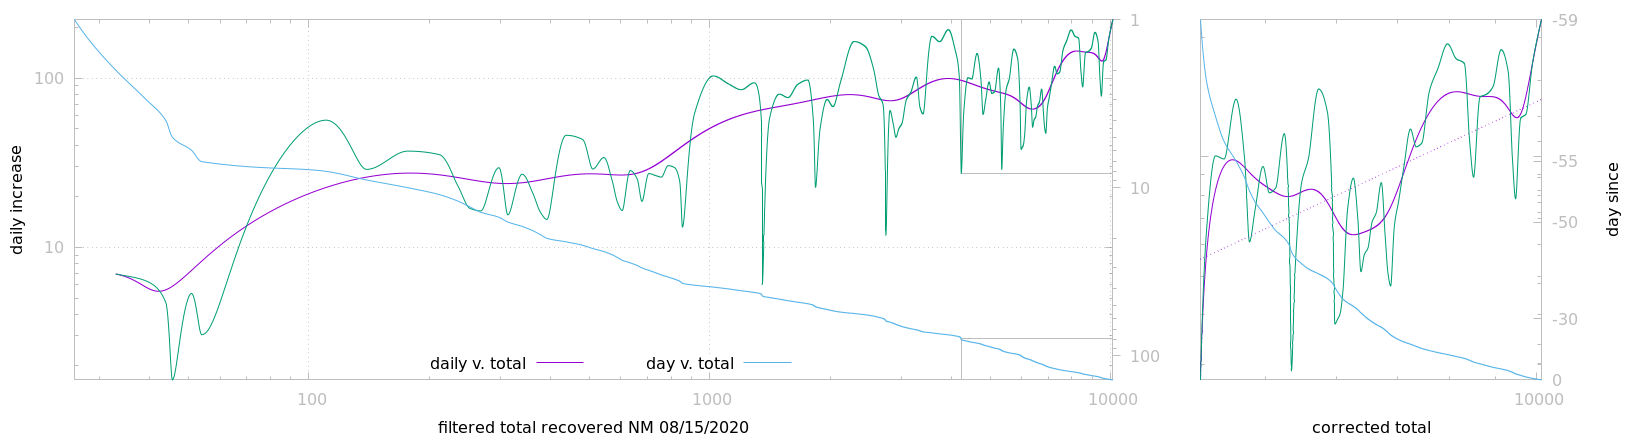 1
-59
100
daily increase
-55
day since
10
-50
10
-30
daily v. total
day v. total
100
0
100
1000
10000
10000
filtered total recovered NM 08/15/2020
corrected total